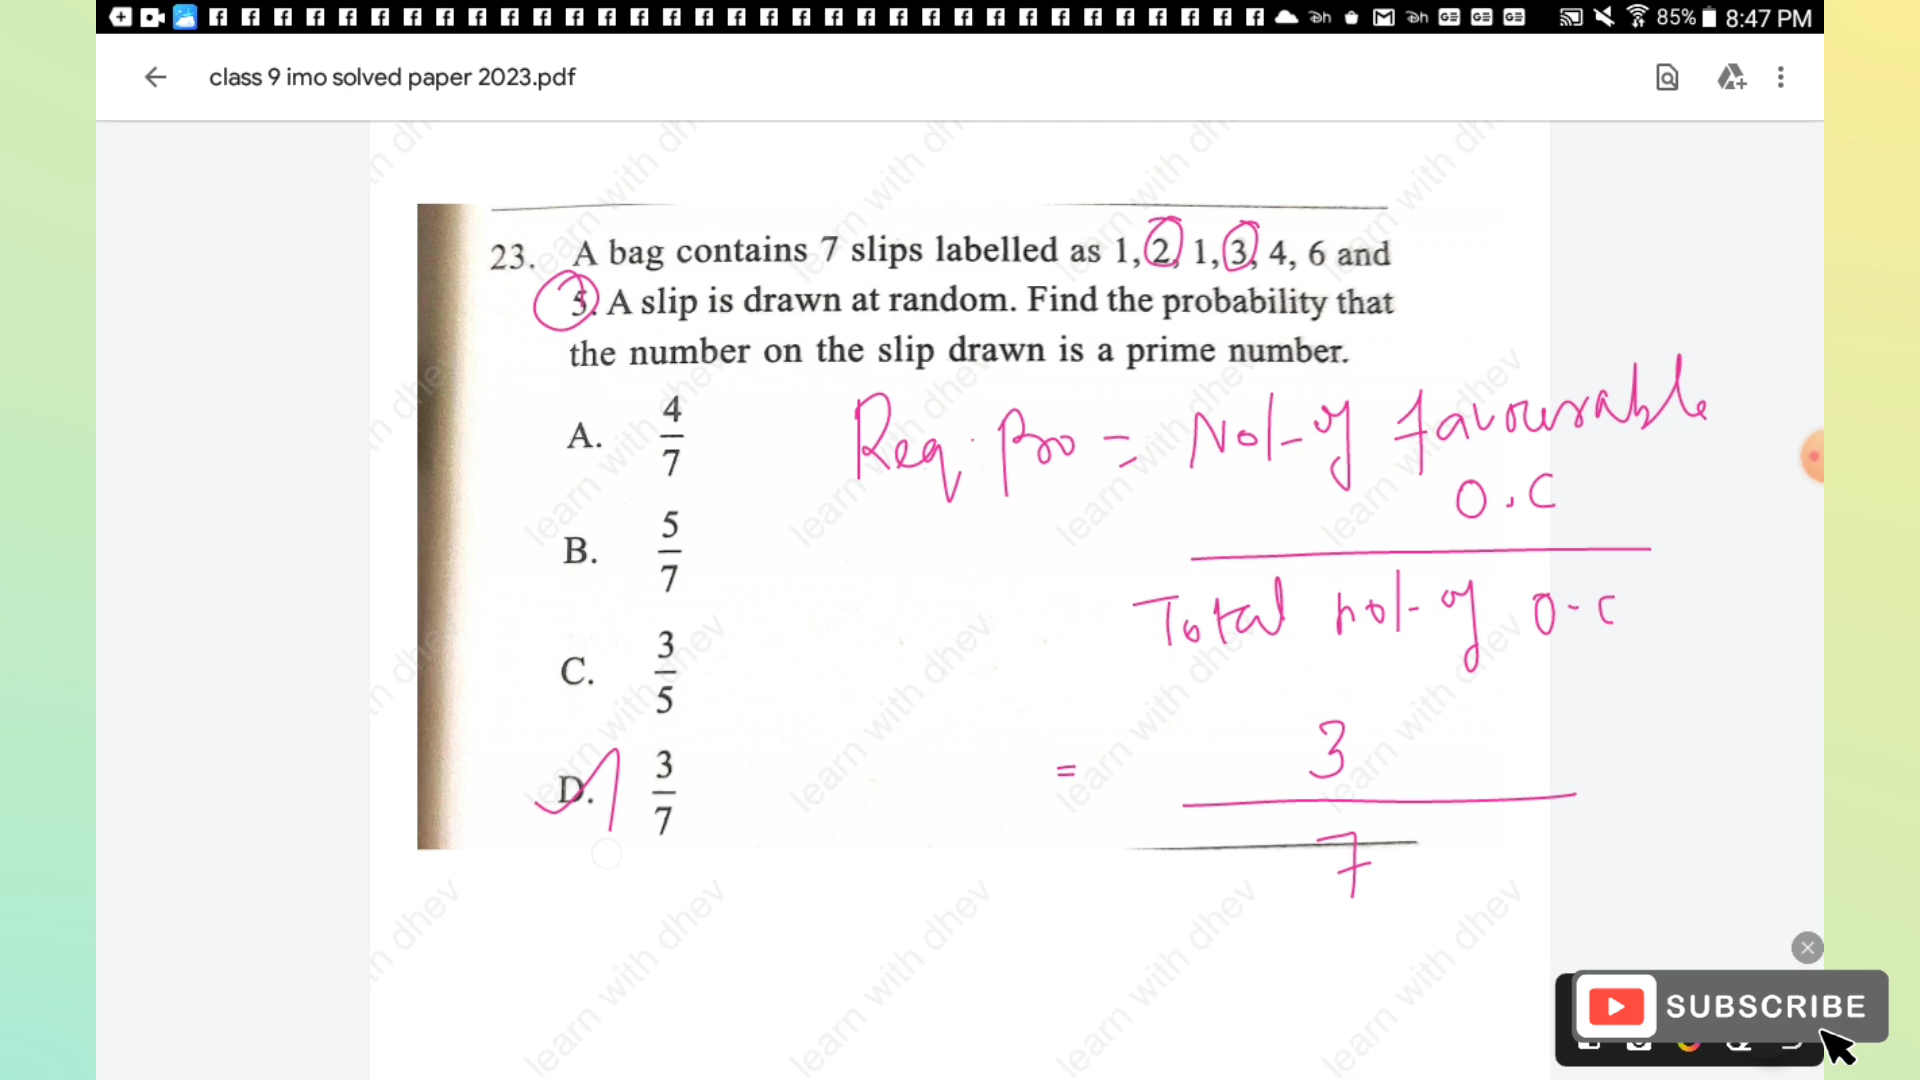 85% 8:47 PM
class 9 imo solved paper 2023.pdf
23. A bag contains 7 slips labelled as 1, 2, 1, 3, 4, 6 and
5. A slip is drawn at random. Find the probability that
the number on the slip drawn is a prime number.
A. 4/7
B. 5/7
C. 3/5
D. 3/7
Req. Pro = No. of favourable
O.C
Total no. of O.C
= 3
7
learn with dhev
SUBSCRIBE